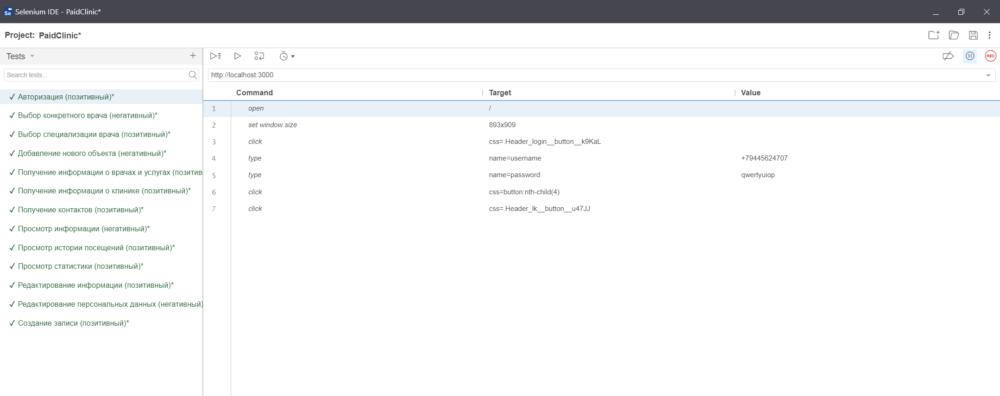 Se Selenium IDE - PaidClinic*
Project: PaidClinic*
Tests
Search tests...
✓ Авторизация (позитивный)*
✓ Выбор конкретного врача (негативный)*
✓ Выбор специализации врача (позитивный)*
✓ Добавление нового объекта (негативный)*
✓ Получение информации о врачах и услугах (позитив
✓ Получение информации о клинике (позитивный)*
✓ Получение контактов (позитивный)*
✓ Просмотр информации (негативный)*
✓ Просмотр истории посещений (позитивный)*
✓ Просмотр статистики (позитивный)*
✓ Редактирование информации (позитивный)*
✓ Редактирование персональных данных (негативный)
✓ Создание записи (позитивный)*
REC
http://localhost:3000
Command Target Value
1 open /
2 set window size 893x909
3 click css=.Header_login__button__k9KaL
4 type name=username +79445624707
5 type name=password qwertyuiop
6 click css=button:nth-child(4)
7 click css=.Header_lk__button__u47JJ